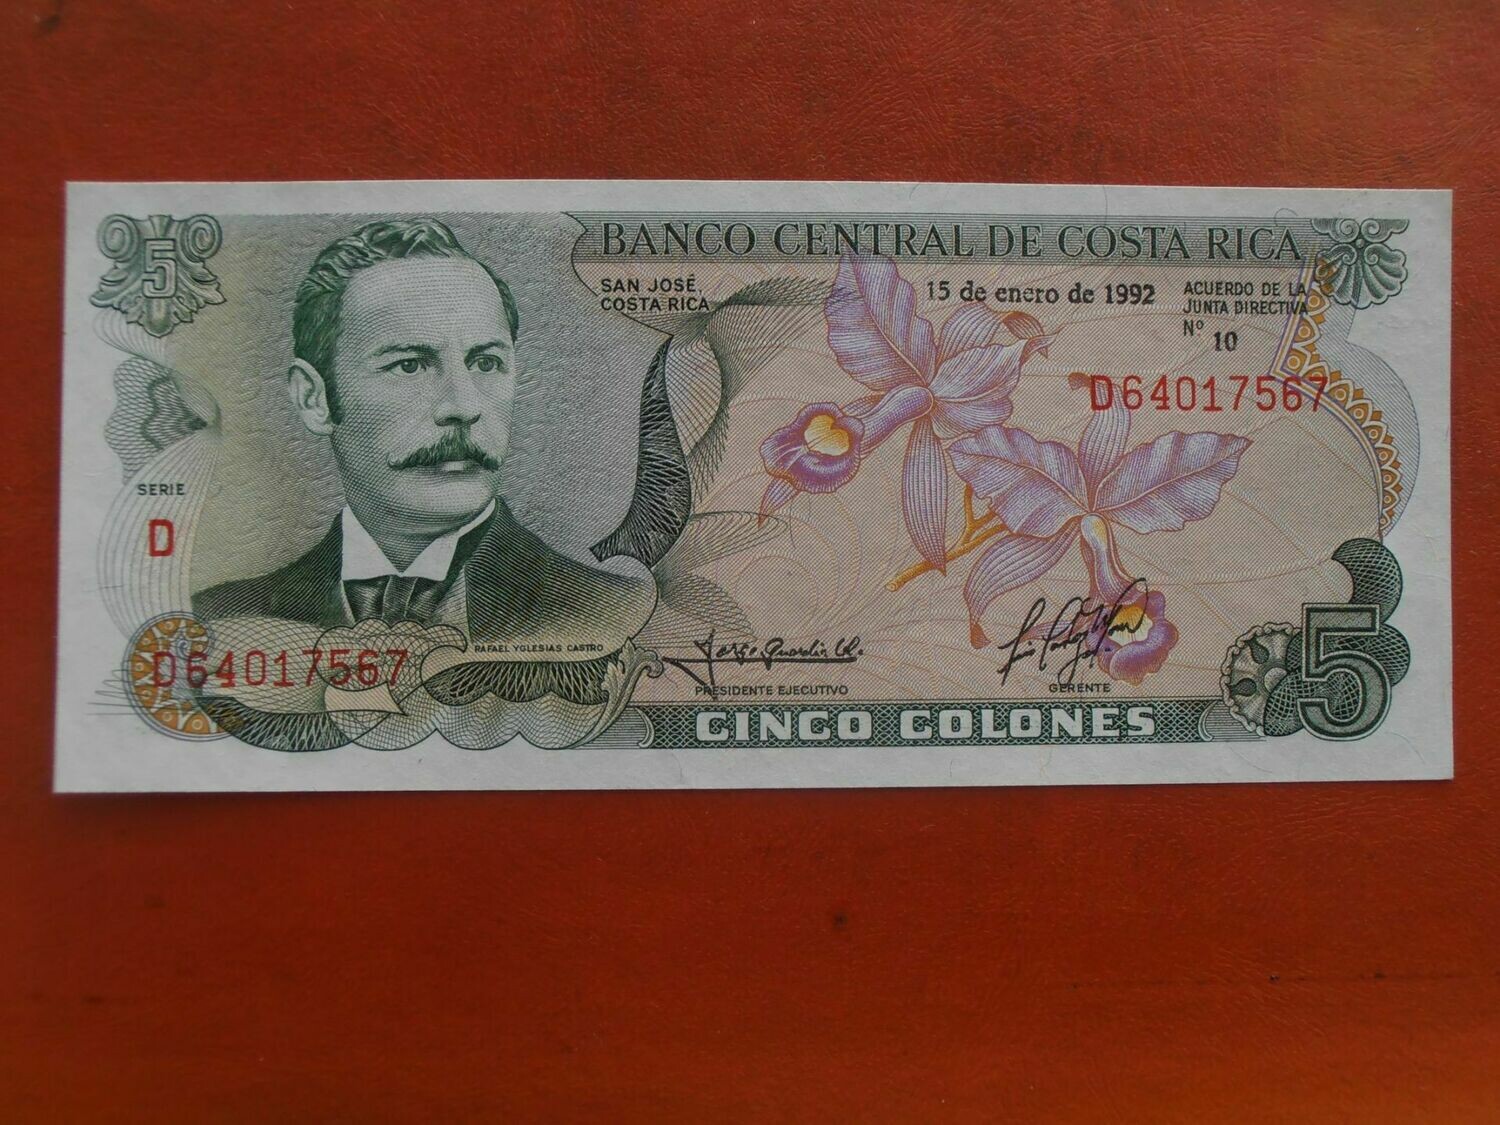 5
BANCO CENTRAL DE COSTA RICA
SAN JOSÉ,
COSTA RICA
15 de enero de 1992
ACUERDO DE LA
JUNTA DIRECTIVA
Nº 10
D64017567
SERIE
D
RAFAEL YGLESIAS CASTRO
D64017567
PRESIDENTE EJECUTIVO
GERENTE
CINCO COLONES
5